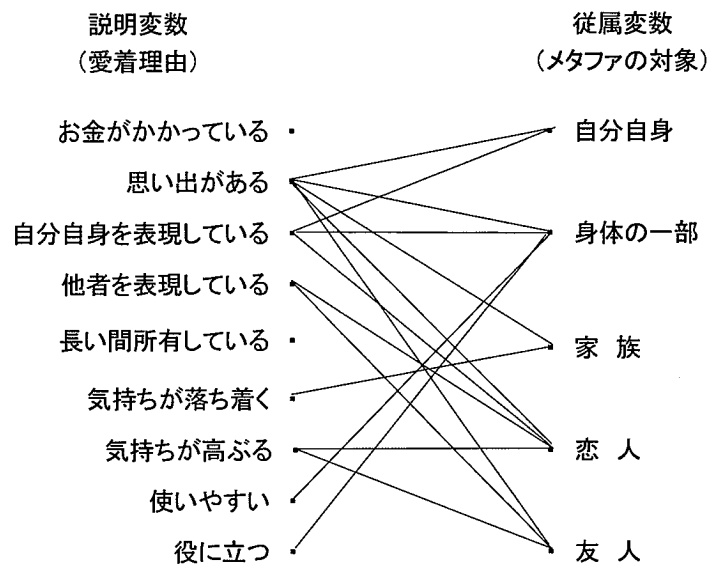 説明変数
(愛着理由)
お金がかかっている
思い出がある
自分自身を表現している
他者を表現している
長い間所有している
気持ちが落ち着く
気持ちが高ぶる
使いやすい
役に立つ
従属変数
(メタファの対象)
自分自身
身体の一部
家 族
恋 人
友 人